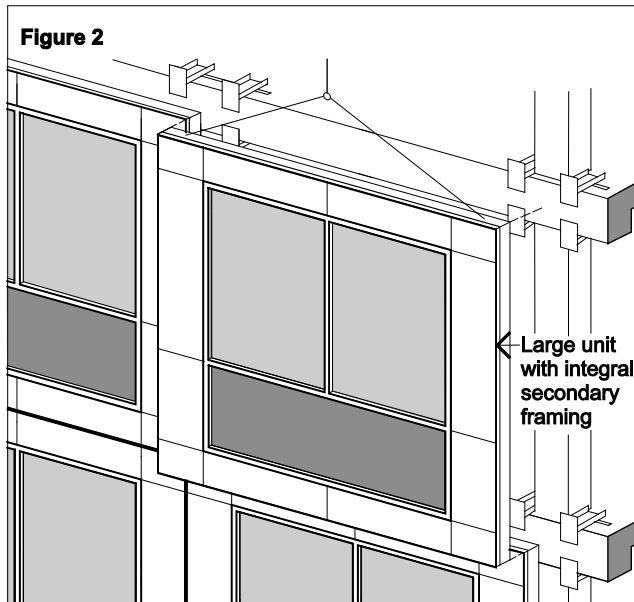 Figure 2
Large unit
with integral
secondary
framing